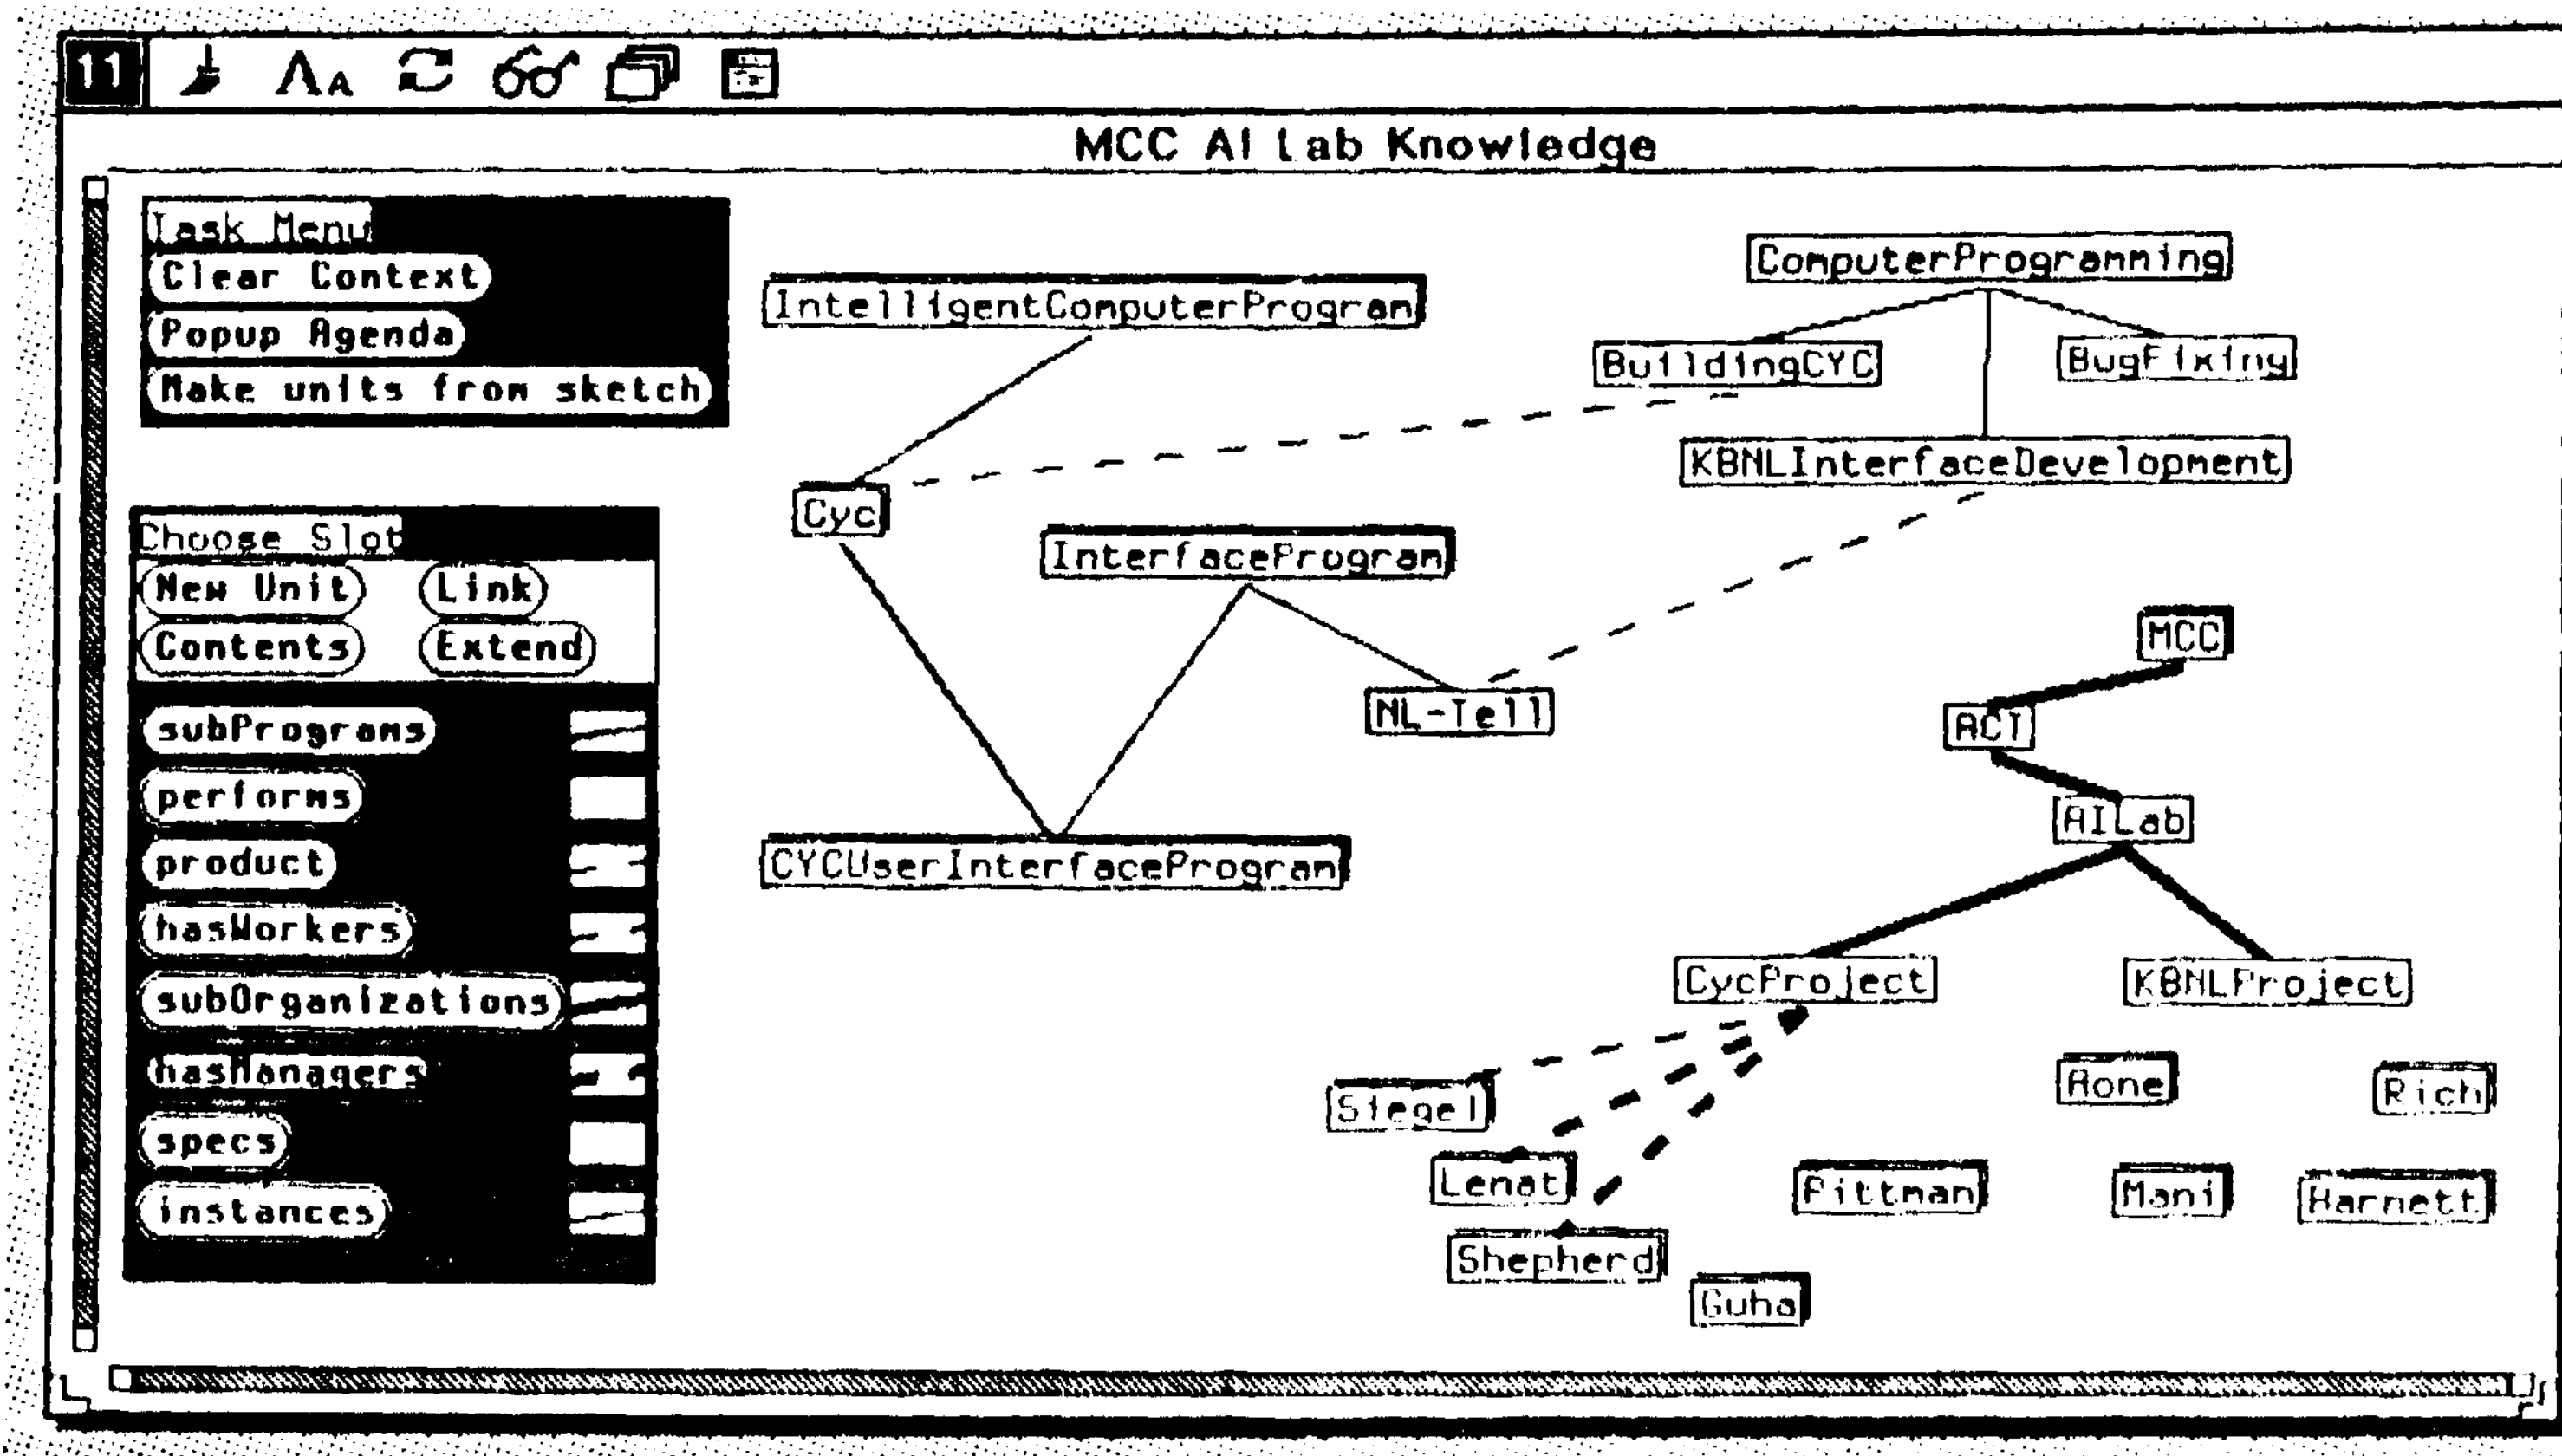 11
AA
MCC AI Lab Knowledge
Task Menu
Clear Context
Popup Agenda
Make units from sketch
Choose Slot
New Unit Link
Contents Extend
subPrograms
performs
product
hasWorkers
subOrganizations
hasManagers
specs
instances
IntelligentComputerProgram
ComputerProgramming
BuildingCYC
BugFixing
KBNLInterfaceDevelopment
Cyc
InterfaceProgram
NL-Tell
CYCUserInterfaceProgram
MCC
ACT
AILab
CycProject
KBNLProject
Siegel
Aone
Rich
Lenat
Pittman
Mani
Barnett
Shepherd
Guha